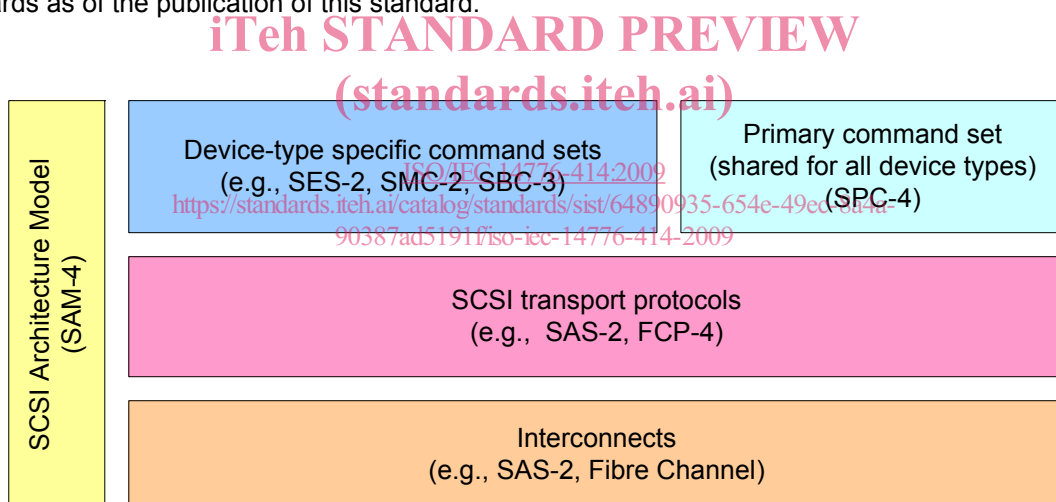 ards as of the publication of this standard.
iTeh STANDARD PREVIEW
(standards.iteh.ai)
SCSI Architecture Model
(SAM-4)
Device-type specific command sets
(e.g., SES-2, SMC-2, SBC-3)
Primary command set
(shared for all device types)
(SPC-4)
ISO/IEC 14776-414:2009
https://standards.iteh.ai/catalog/standards/sist/64890935-654e-49ec-8a4a-
90387ad5191f/iso-iec-14776-414-2009
SCSI transport protocols
(e.g., SAS-2, FCP-4)
Interconnects
(e.g., SAS-2, Fibre Channel)